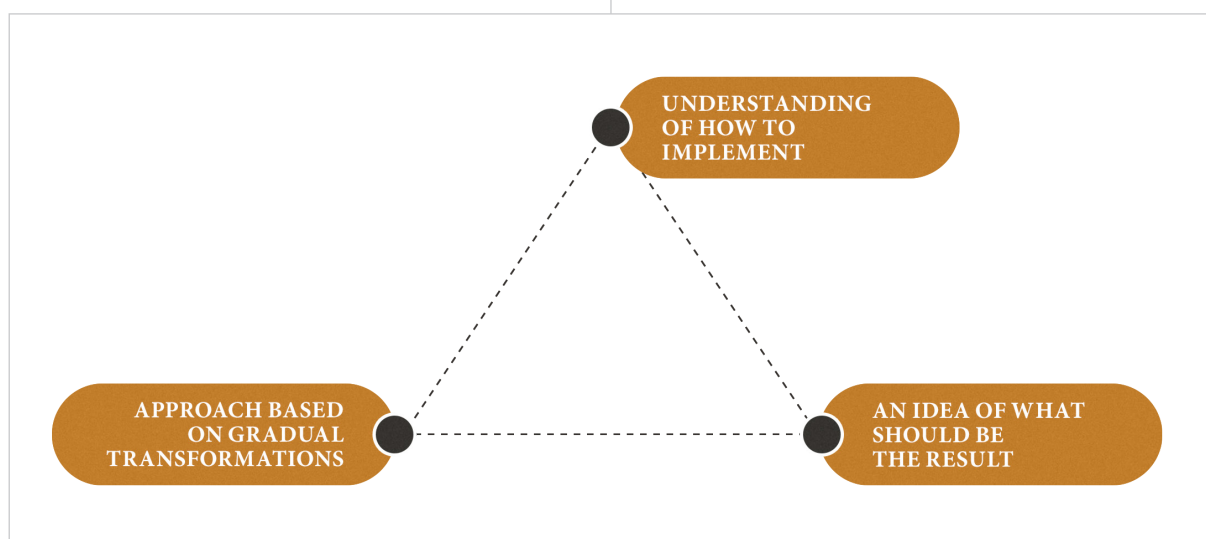 UNDERSTANDING
OF HOW TO
IMPLEMENT
APPROACH BASED
ON GRADUAL
TRANSFORMATIONS
AN IDEA OF WHAT
SHOULD BE
THE RESULT